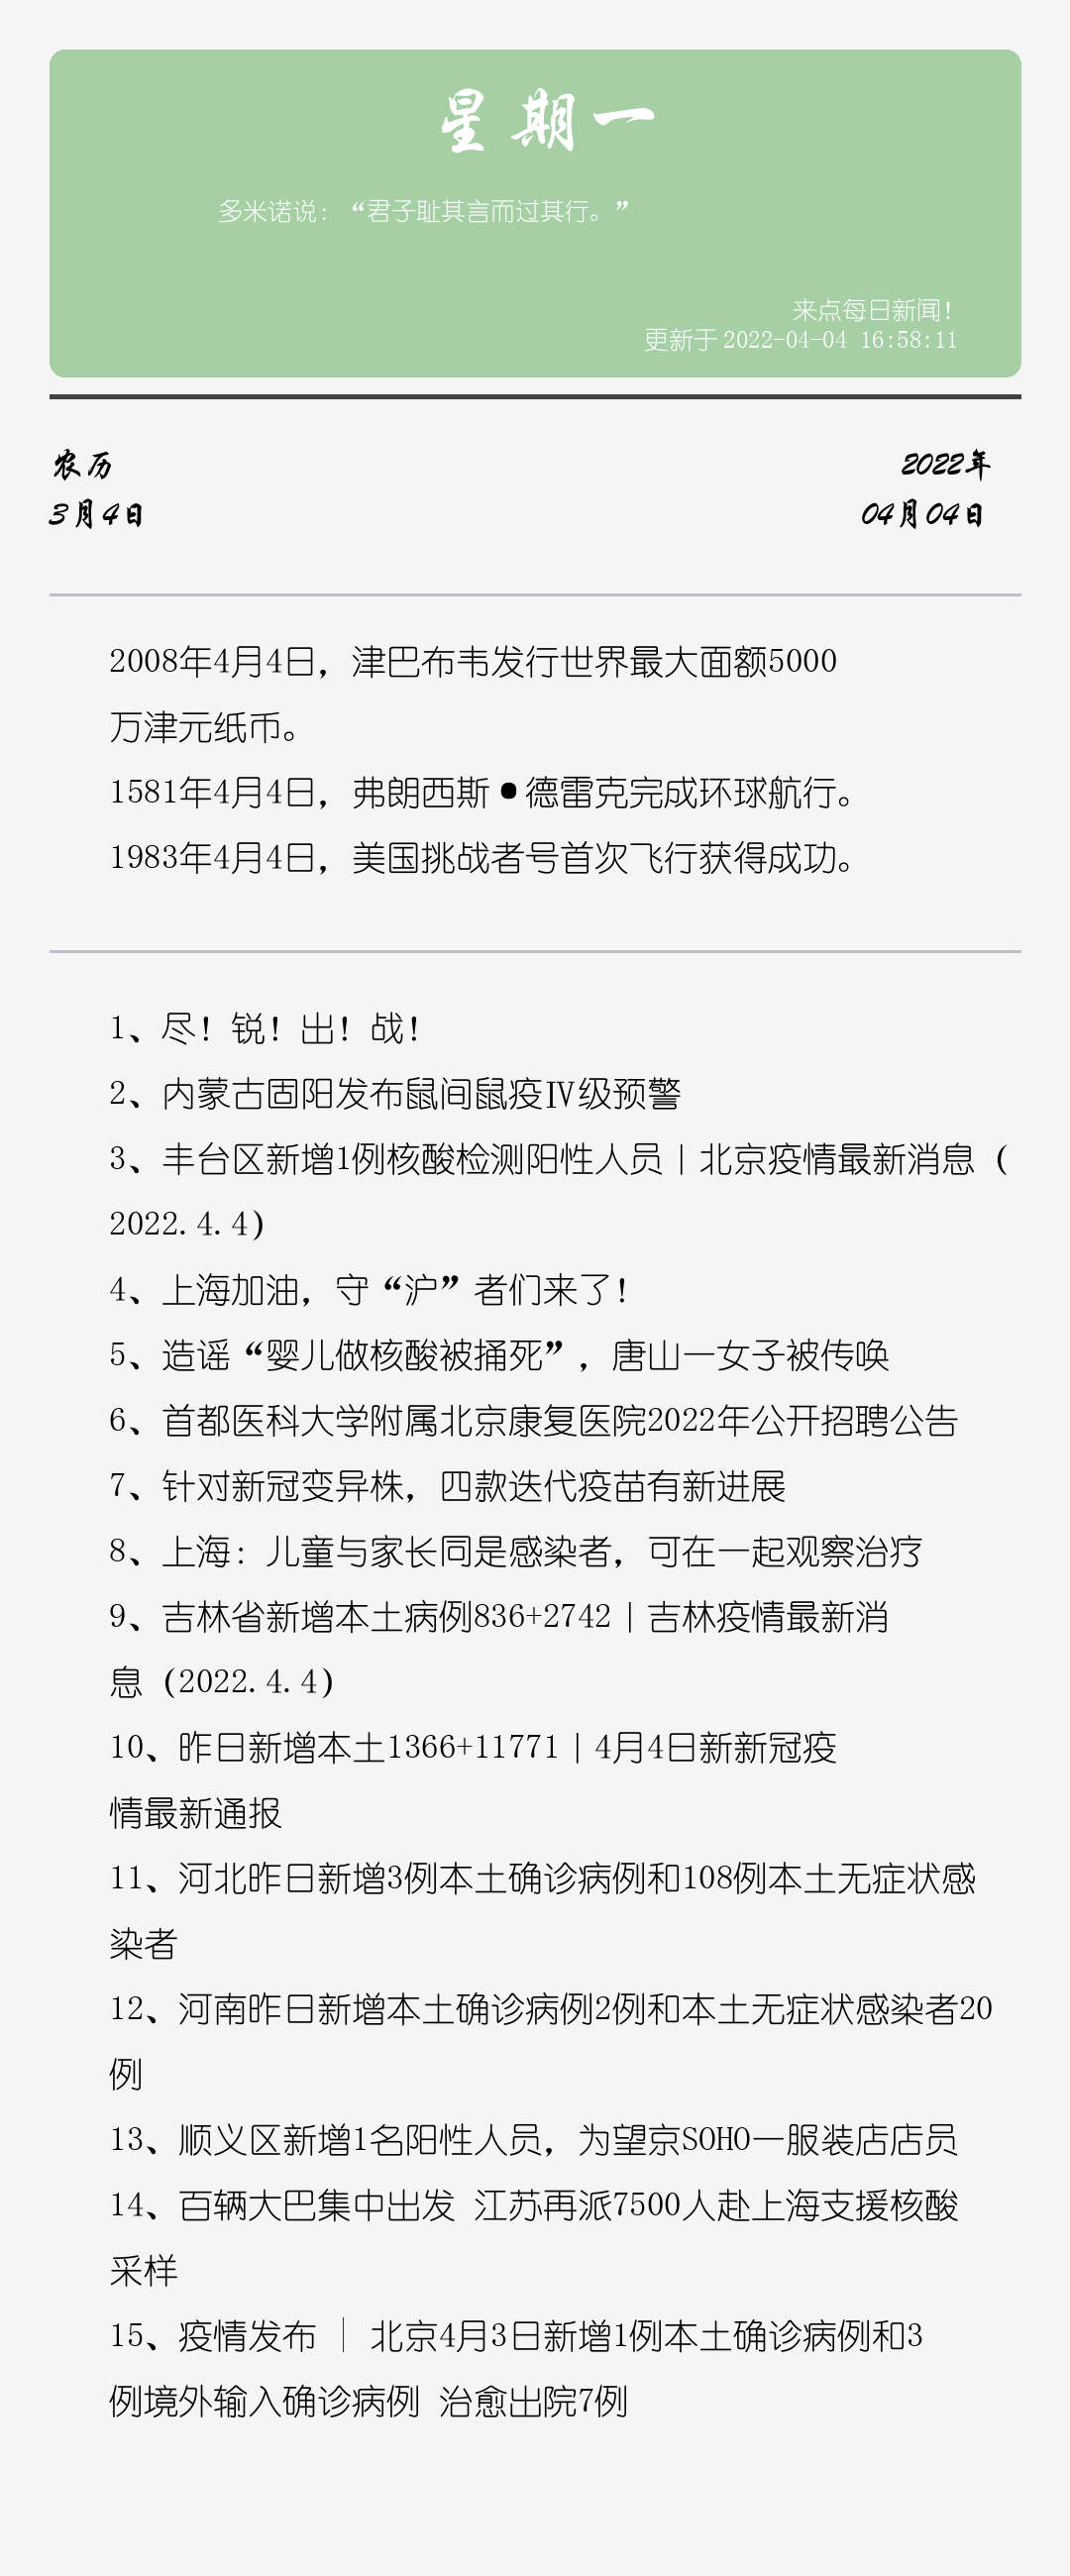 星期一
多米诺说：“君子耻其言而过其行。”
来点每日新闻！
更新于 2022-04-04 16:58:11
农历
2022年
3月4日
04月04日
2008年4月4日，津巴布韦发行世界最大面额5000
万津元纸币。
1581年4月4日，弗朗西斯•德雷克完成环球航行。
1983年4月4日，美国挑战者号首次飞行获得成功。
1、尽！锐！出！战！
2、内蒙古固阳发布鼠间鼠疫Ⅳ级预警
3、丰台区新增1例核酸检测阳性人员丨北京疫情最新消息（
2022.4.4）
4、上海加油，守“沪”者们来了！
5、造谣“婴儿做核酸被捅死”，唐山一女子被传唤
6、首都医科大学附属北京康复医院2022年公开招聘公告
7、针对新冠变异株，四款迭代疫苗有新进展
8、上海：儿童与家长同是感染者，可在一起观察治疗
9、吉林省新增本土病例836+2742丨吉林疫情最新消
息（2022.4.4）
10、昨日新增本土1366+11771丨4月4日新新冠疫
情最新通报
11、河北昨日新增3例本土确诊病例和108例本土无症状感
染者
12、河南昨日新增本土确诊病例2例和本土无症状感染者20
例
13、顺义区新增1名阳性人员，为望京SOHO一服装店店员
14、百辆大巴集中出发 江苏再派7500人赴上海支援核酸
采样
15、疫情发布 │ 北京4月3日新增1例本土确诊病例和3
例境外输入确诊病例 治愈出院7例